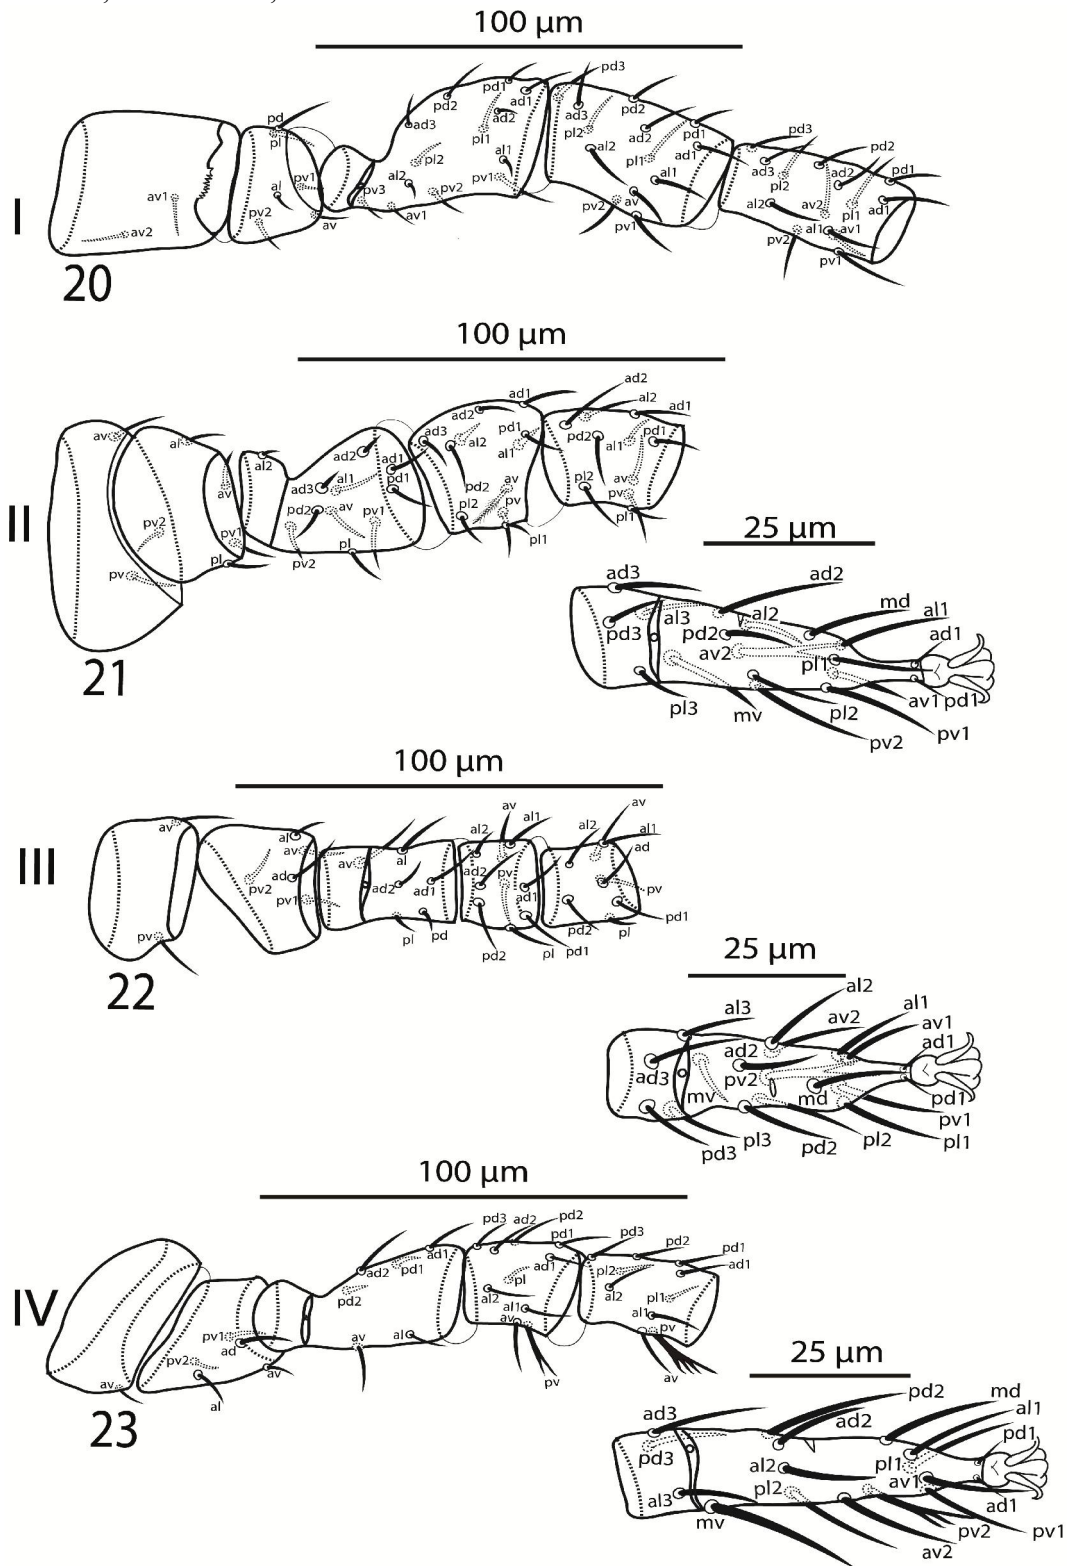 100 µm
I
pd3
pd1 ad1
pd2
ad3 ad2
pd
pl
ad3
pl1
pl2
pd2
ad2
pd1
pd3
ad3
pd2
ad2
pd1
pl2
al1
al2
pl1
ad1
pl2
av1
al
pv1
pv3
al2
pv2
pv1
al1
av
al2
av2
pl1
ad1
av2
pv2
av
av1
pv2
pv1
pv2
al1
av1
pv1
20
100 µm
II
ad1
ad2
al2
ad1
av
al
al2
ad2
ad3
ad2
al2
pd1
al1
pd2
al1
pd1
ad1
pd1
av
ad3
al1
pd2
av
pv1
pd2
av
pv
pl2
pl2
av
pv
pl1
pv2
pv1
pl
pv
pv2
pl
pl1
21
25 µm
ad3
ad2
md
al1
ad1
al3
al2
pd3
pd2
av2
pl1
pl3
mv
pl2
av1
pd1
pv2
pv1
100 µm
III
av
al
av
al
al2
av
al1
al2
av
al1
ad
av
ad
pv2
pv1
ad2
ad1
ad2
pv
ad1
pv
pd1
pv
pl
pd
pd2
pl
pd1
pd2
pl
22
25 µm
al3
al2
av2
al1
av1
ad1
ad3
ad2
pv2
mv
md
pd1
pv1
pd3
pl3
pd2
pl2
pl1
100 µm
IV
pd3
ad2
pd2
pd1
pd3
pd2
pd1
ad1
ad2
pd1
ad1
pd2
pl
ad1
al2
pl2
al2
pl1
pv1
ad
pv2
av
al
av
al
av
al1
av
pv
al1
pv
av
23
25 µm
ad3
pd2
ad2
md
al1
pd1
pd3
al2
pl1
al3
pl2
av1
ad1
mv
av2
pv2
pv1